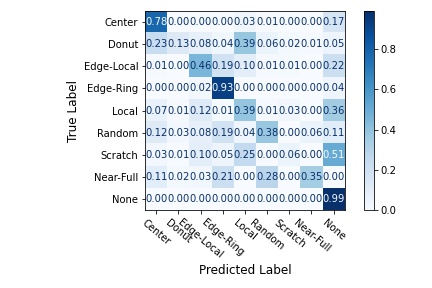 Center 0.78 0.00 0.00 0.00 0.03 0.01 0.00 0.00 0.17
Donut 0.23 0.13 0.08 0.04 0.39 0.06 0.02 0.01 0.05
Edge-Local 0.01 0.00 0.46 0.19 0.10 0.01 0.01 0.00 0.22
Edge-Ring 0.00 0.00 0.02 0.93 0.00 0.00 0.00 0.00 0.04
Local 0.07 0.01 0.12 0.01 0.39 0.01 0.03 0.00 0.36
Random 0.12 0.03 0.08 0.19 0.04 0.38 0.00 0.06 0.11
Scratch 0.03 0.01 0.10 0.05 0.25 0.00 0.06 0.00 0.51
Near-Full 0.11 0.02 0.03 0.21 0.00 0.28 0.00 0.35 0.00
None 0.00 0.00 0.00 0.00 0.00 0.00 0.00 0.00 0.99
True Label
Center
Donut
Edge-Local
Edge-Ring
Local
Random
Scratch
Near-Full
None
Predicted Label
0.8
0.6
0.4
0.2
0.0